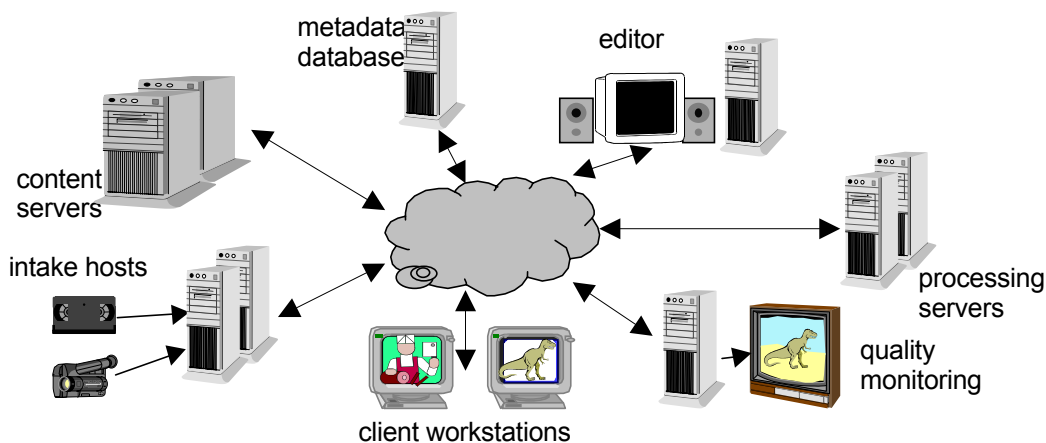 metadata
database
editor
content
servers
intake hosts
processing
servers
quality
monitoring
client workstations